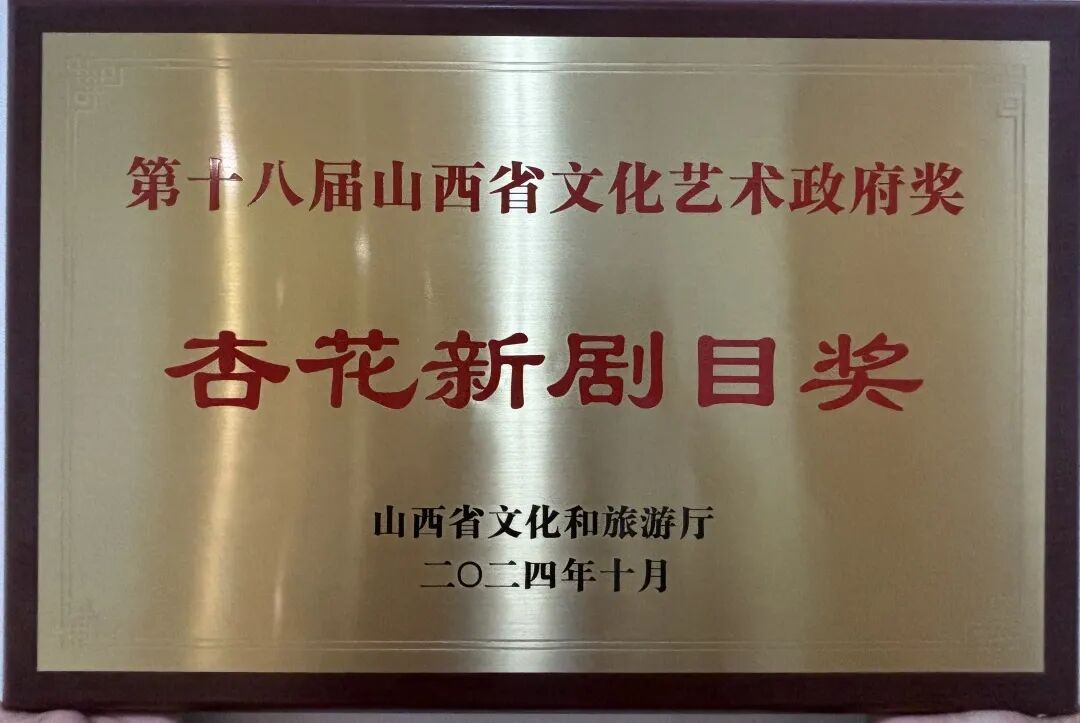 第十八届山西省文化艺术政府奖
杏花新剧目奖
山西省文化和旅游厅
二〇二四年十月